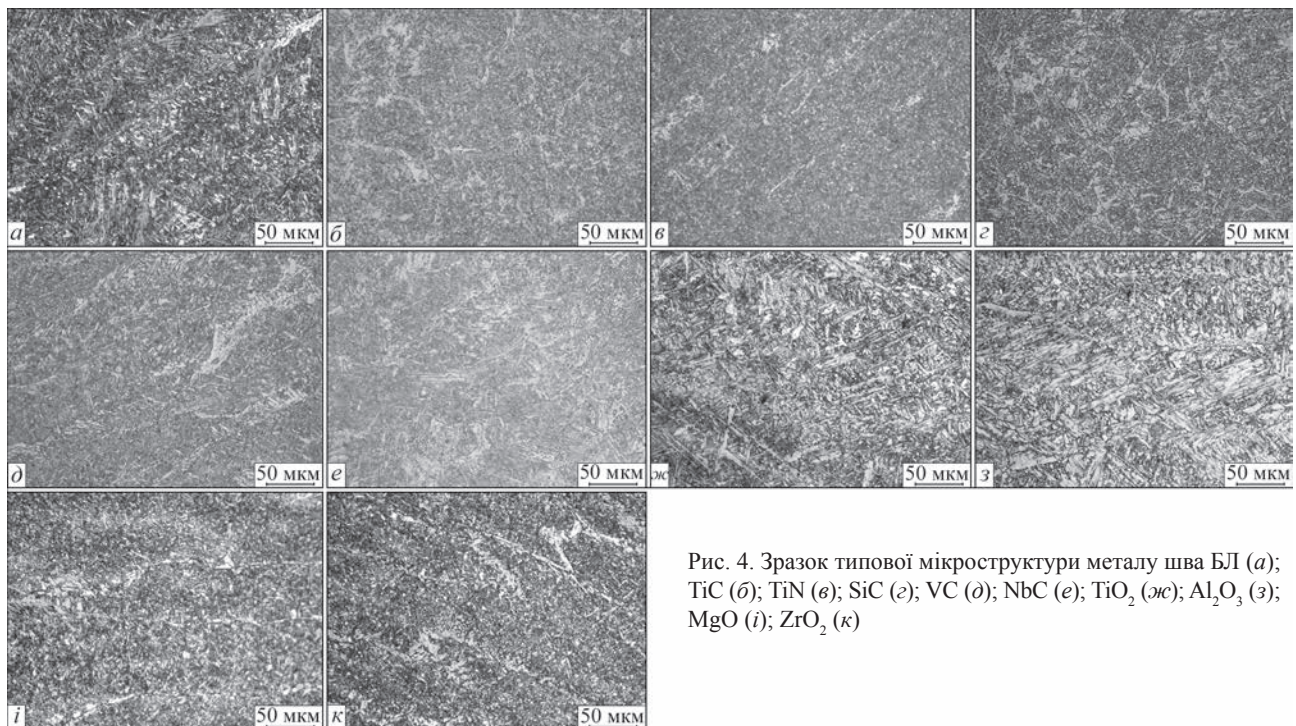 а 50 мкм б 50 мкм в 50 мкм г 50 мкм
д 50 мкм е 50 мкм ж 50 мкм з 50 мкм
і 50 мкм к 50 мкм
Рис. 4. Зразок типової мікроструктури металу шва БЛ (а);
TiC (б); TiN (в); SiC (г); VC (д); NbC (е); TiO₂ (ж); Al₂O₃ (з);
MgO (і); ZrO₂ (к)